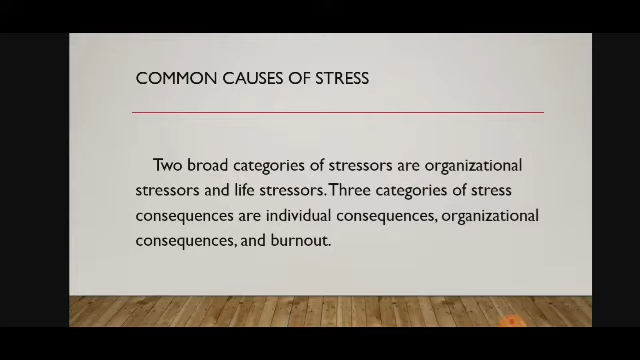 COMMON CAUSES OF STRESS
Two broad categories of stressors are organizational
stressors and life stressors. Three categories of stress
consequences are individual consequences, organizational
consequences, and burnout.